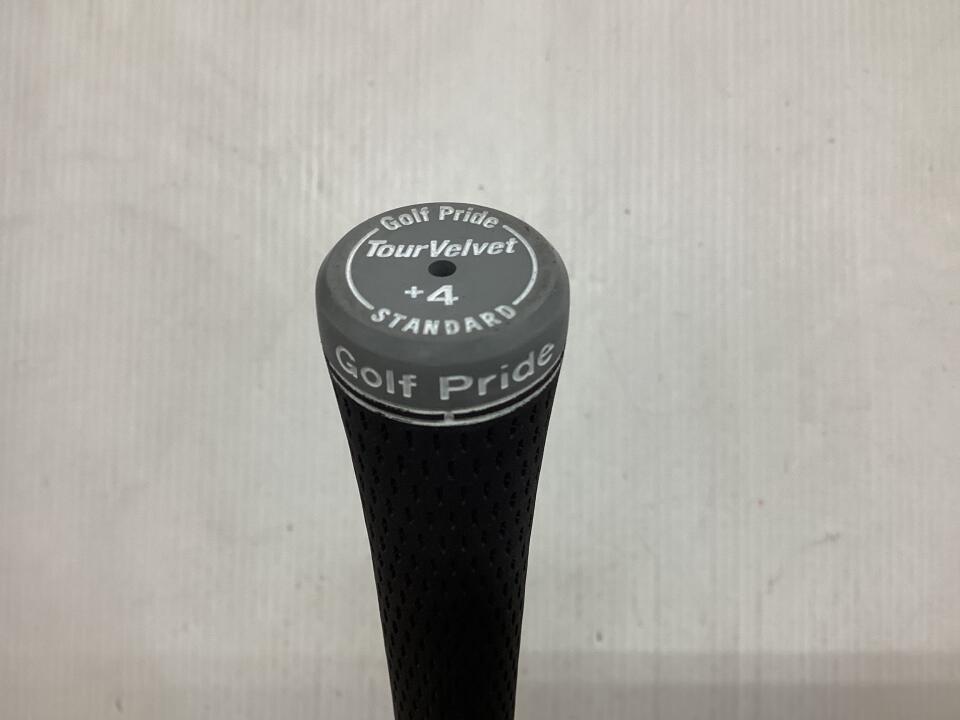 Golf Pride
TourVelvet
+4
STANDARD
Golf Pride